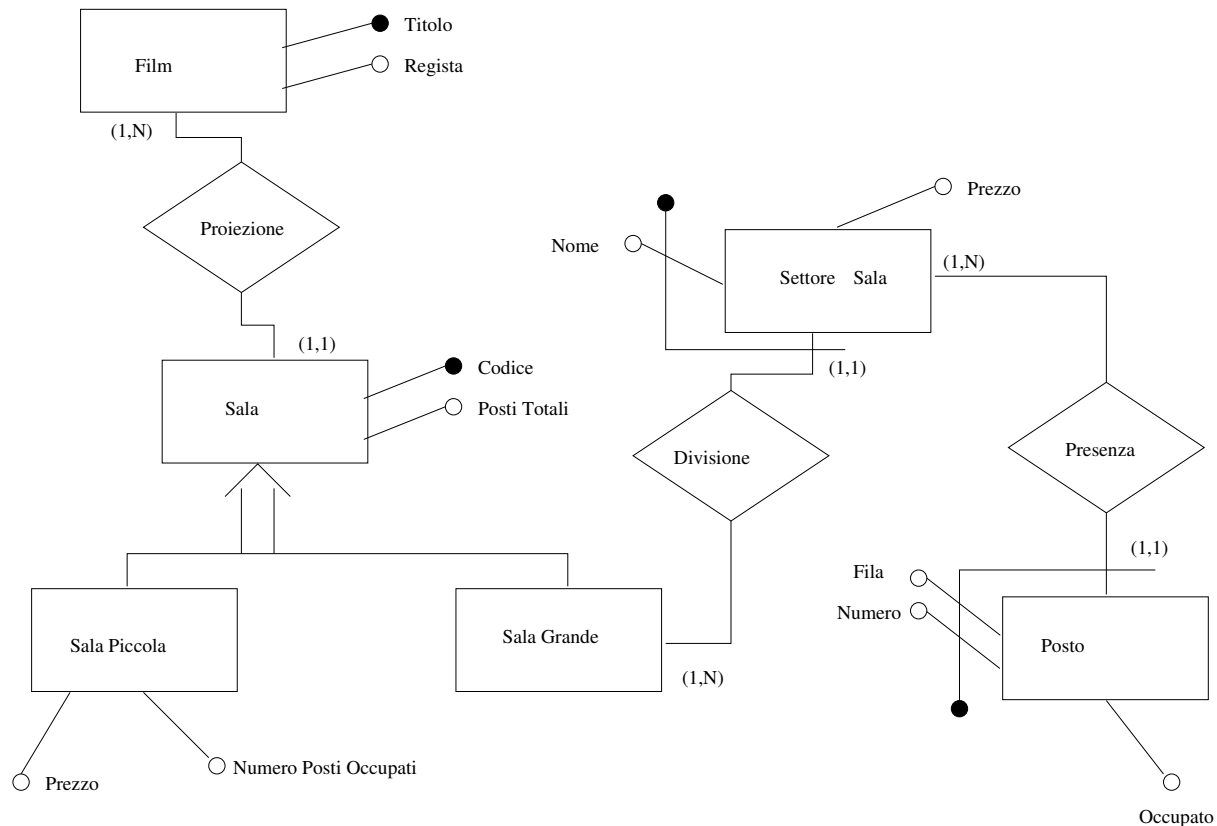 Titolo
Film
Regista
(1,N)
Prezzo
Proiezione
Nome
(1,N)
Settore Sala
(1,1)
Codice
(1,1)
Sala
Posti Totali
Divisione
Presenza
(1,1)
Fila
Numero
Sala Piccola
Sala Grande
Posto
(1,N)
Numero Posti Occupati
Prezzo
Occupato